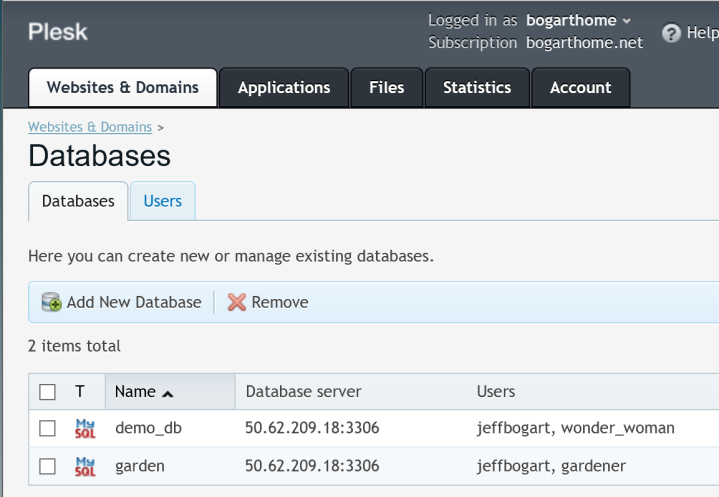 Plesk
Logged in as bogarthome
Subscription bogarthome.net
Help
Websites & Domains Applications Files Statistics Account
Websites & Domains >
Databases
Databases Users
Here you can create new or manage existing databases.
Add New Database Remove
2 items total
T Name Database server Users
MySQL demo_db 50.62.209.18:3306 jeffbogart, wonder_woman
MySQL garden 50.62.209.18:3306 jeffbogart, gardener